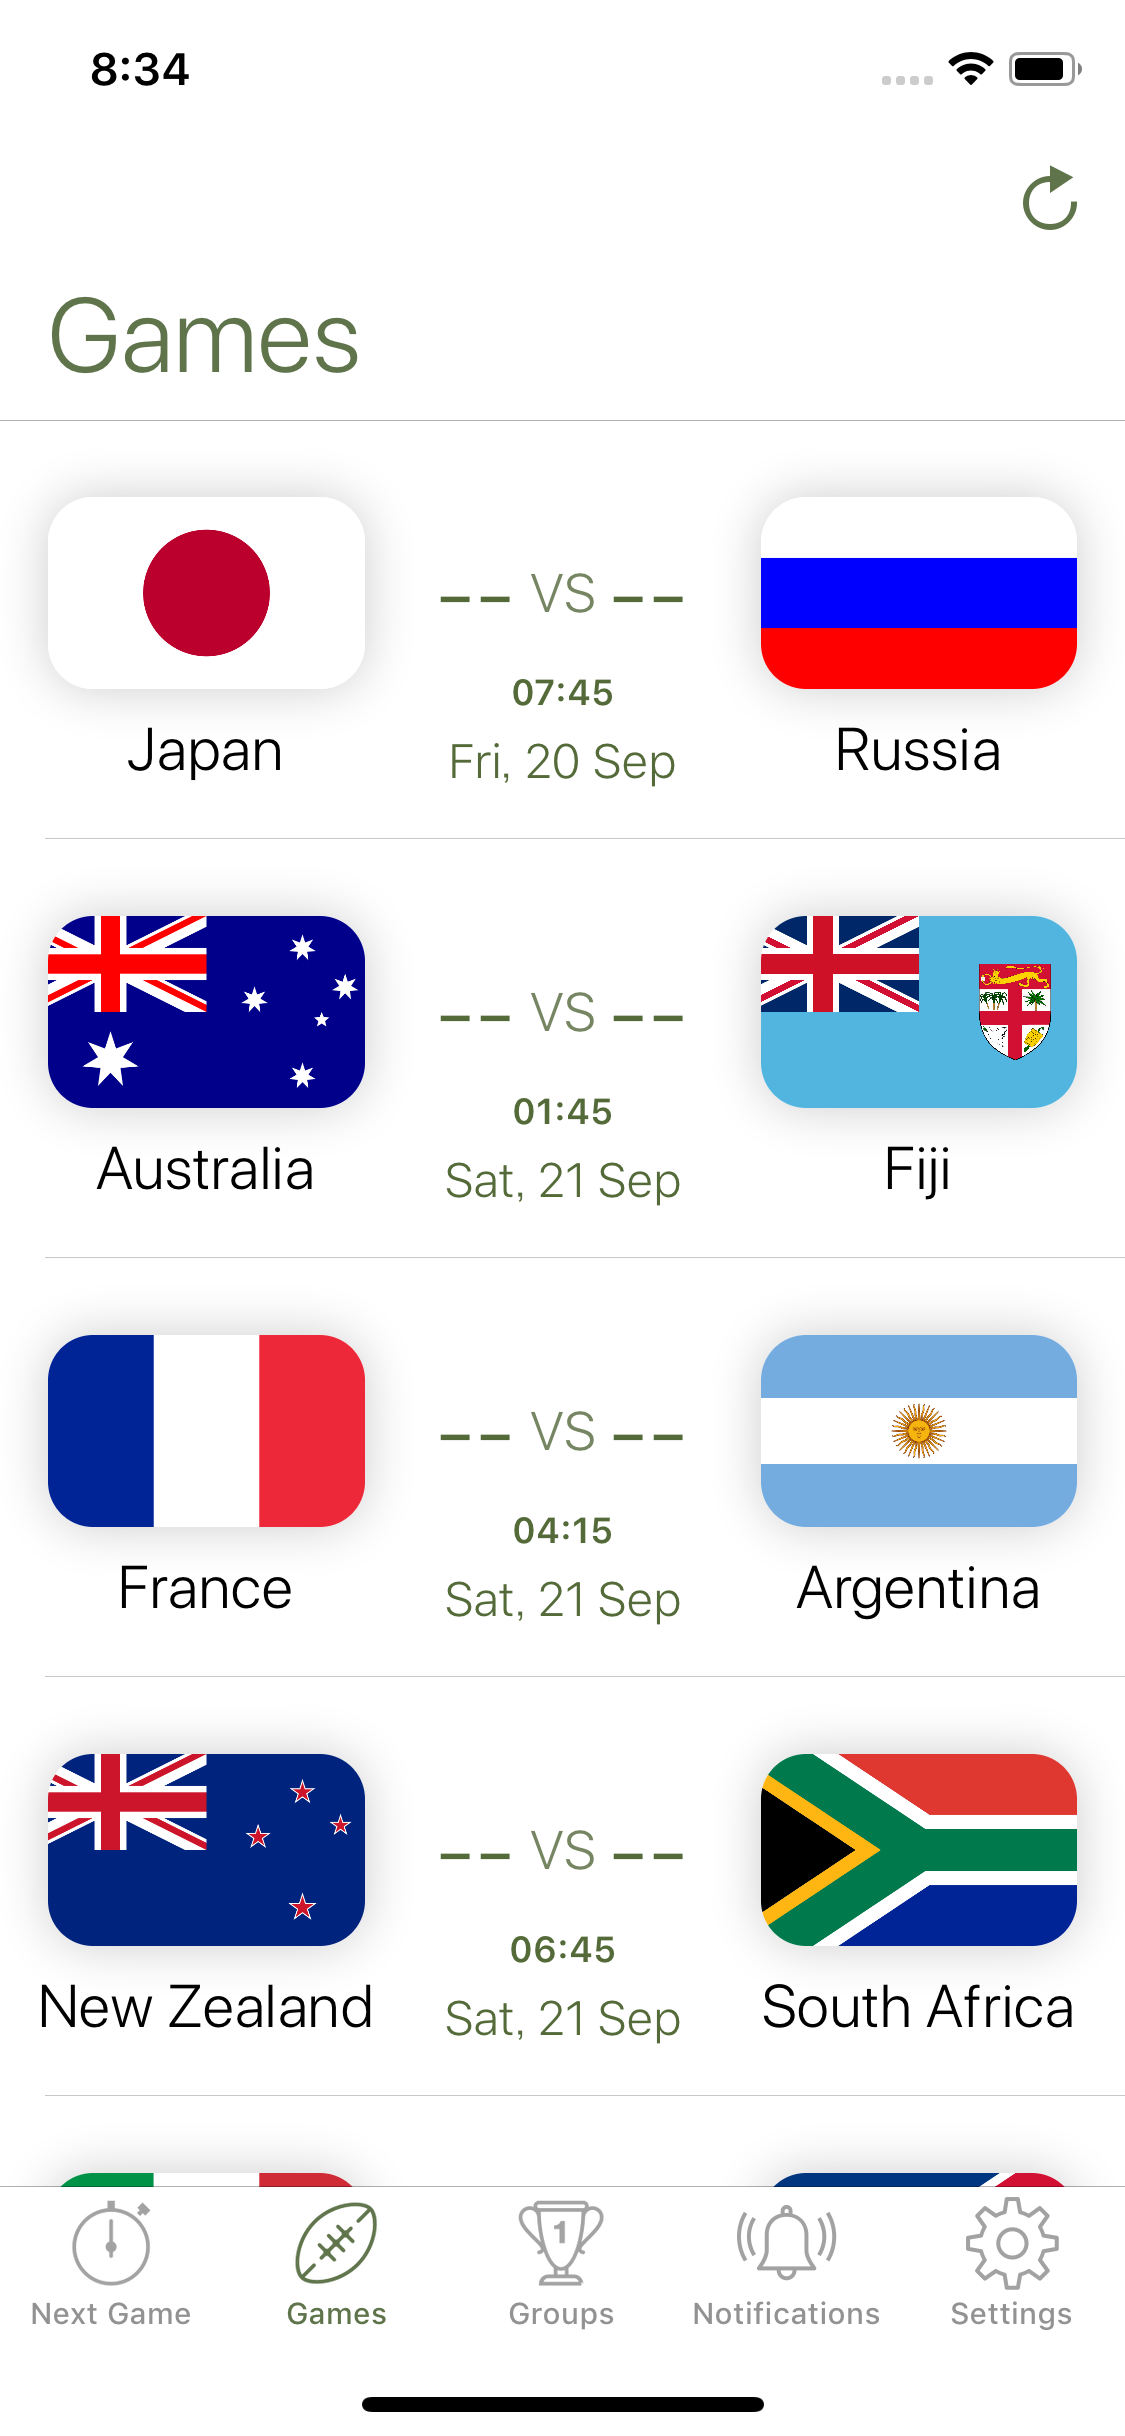 8:34
Games
-- VS --
07:45
Japan
Fri, 20 Sep
Russia
-- VS --
01:45
Australia
Sat, 21 Sep
Fiji
-- VS --
04:15
France
Sat, 21 Sep
Argentina
-- VS --
06:45
New Zealand
Sat, 21 Sep
South Africa
1
Next Game
Games
Groups
Notifications
Settings